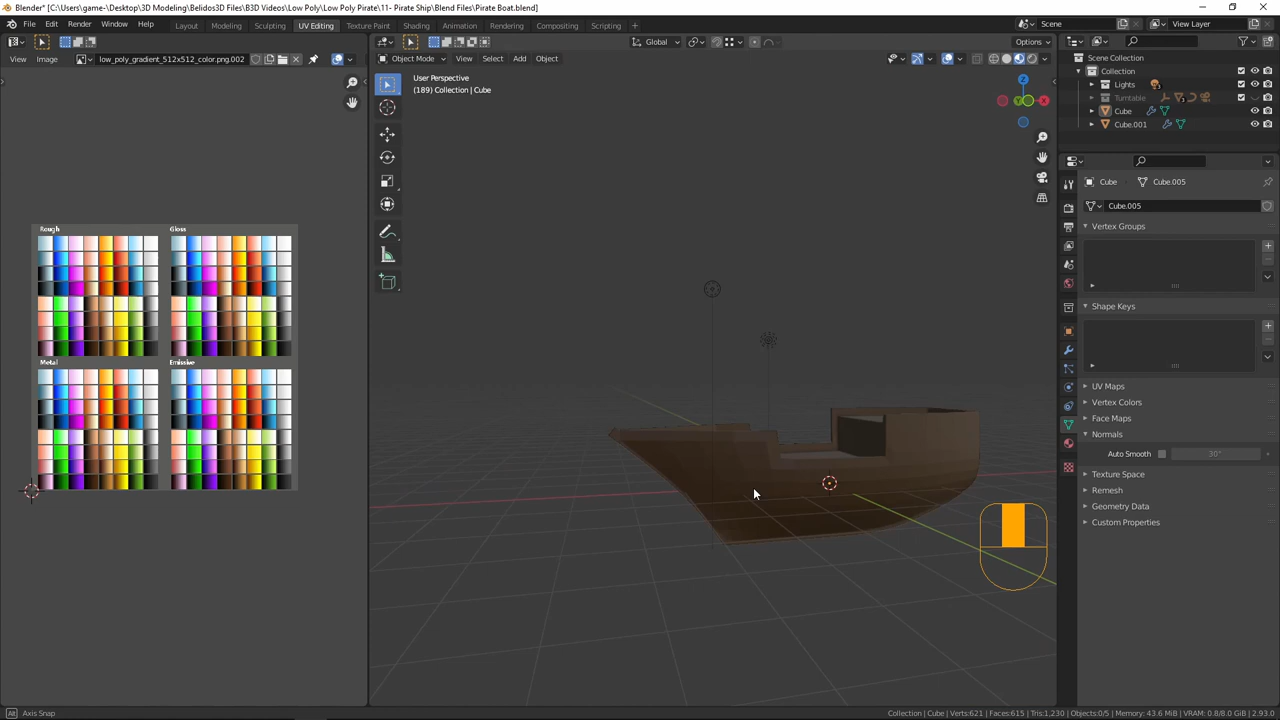 Blender* [C:\Users\game-\Desktop\3D Modeling\Belidos3D Files\B3D Videos\Low Poly\Low Poly Pirate\11- Pirate Ship\Blend Files\Pirate Boat.blend]
File Edit Render Window Help Layout Modeling Sculpting UV Editing Texture Paint Shading Animation Rendering Compositing Scripting + Scene View Layer
Global Options
View Image low_poly_gradient_512x512_color.png.002 Object Mode View Select Add Object
Scene Collection
Collection
Lights
Turntable
Cube
Cube.001
User Perspective
(189) Collection | Cube
Z
X
Y
Cube Cube.005
Cube.005
Vertex Groups
Shape Keys
UV Maps
Vertex Colors
Face Maps
Normals
Auto Smooth 30°
Texture Space
Remesh
Geometry Data
Custom Properties
Rough Gloss
Metal Emissive
Alt Axis Snap Collection | Cube | Verts:621 | Faces:615 | Tris:1,230 | Objects:0/5 | Memory: 43.6 MiB | VRAM: 0.8/8.0 GiB | 2.93.0